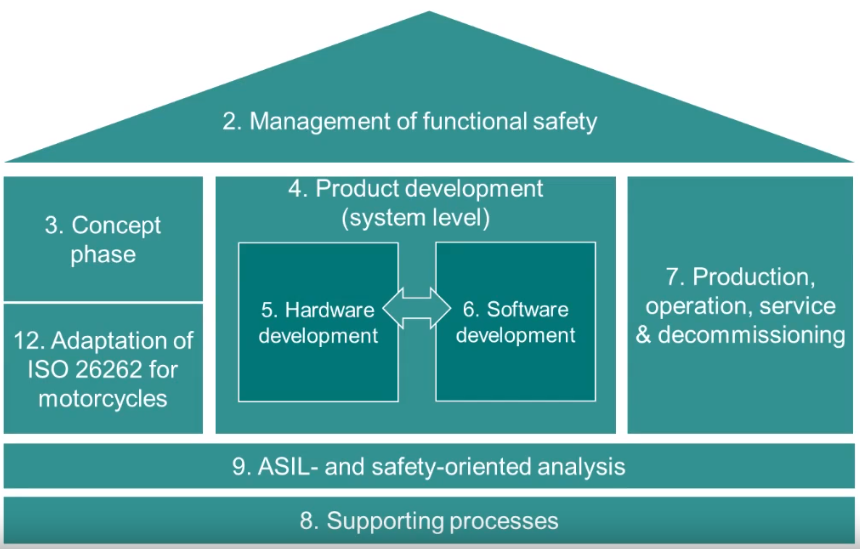 2. Management of functional safety
3. Concept
phase
12. Adaptation of
ISO 26262 for
motorcycles
4. Product development
(system level)
5. Hardware
development
6. Software
development
7. Production,
operation, service
& decommissioning
9. ASIL- and safety-oriented analysis
8. Supporting processes